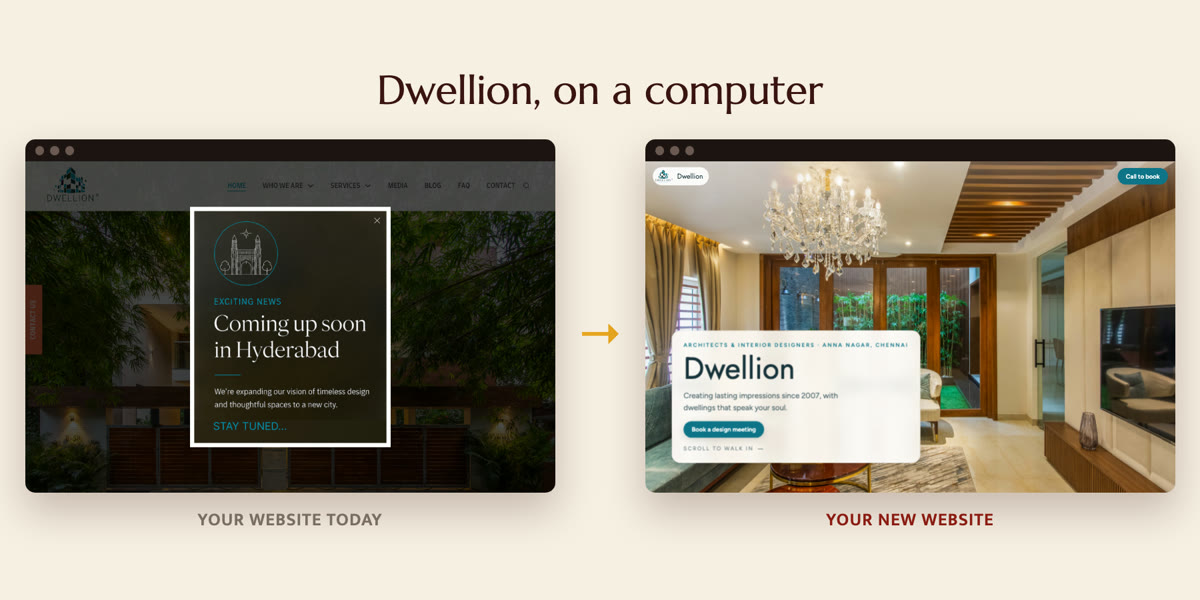 Dwellion, on a computer
DWELLION
HOME WHO WE ARE SERVICES MEDIA BLOG FAQ CONTACT
CONTACT US
EXCITING NEWS
Coming up soon
in Hyderabad
We're expanding our vision of timeless design
and thoughtful spaces to a new city.
STAY TUNED...
YOUR WEBSITE TODAY
Dwellion
Call to book
ARCHITECTS & INTERIOR DESIGNERS · ANNA NAGAR, CHENNAI
Dwellion
Creating lasting impressions since 2007, with
dwellings that speak your soul.
Book a design meeting
SCROLL TO WALK IN
YOUR NEW WEBSITE